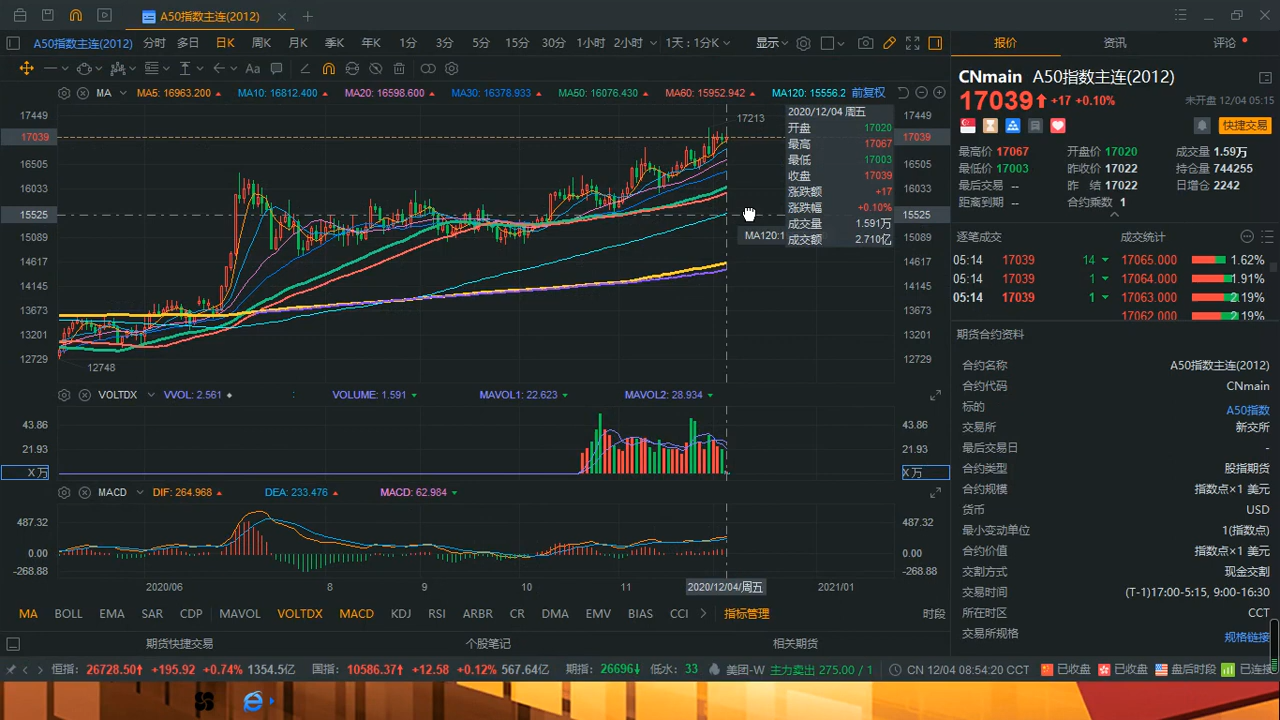 A50指数主连(2012)
A50指数主连(2012) 分时 多日 日K 周K 月K 季K 年K 1分 3分 5分 15分 30分 1小时 2小时 1天：1分K 显示
报价 资讯 评论
Aa
MA MA5: 16963.200 MA10: 16812.400 MA20: 16598.600 MA30: 16378.933 MA50: 16076.430 MA60: 15952.942 MA120: 15556.2 前复权
17449 17449
17039 17039
16505 16505
16033 16033
15525 15525
15089 15089
14617 14617
14145 14145
13673 13673
13201 13201
12729 12729
17213
12748
2020/12/04 周五
开盘 17020
最高 17067
最低 17003
收盘 17039
涨跌额 +17
涨跌幅 +0.10%
成交量 1.591万
成交额 2.710亿
MA120:1
VOLTDX VVOL: 2.561 : VOLUME: 1.591 MAVOL1: 22.623 MAVOL2: 28.934
43.86 43.86
21.93 21.93
X 万 X 万
MACD DIF: 264.968 DEA: 233.476 MACD: 62.984
487.32 487.32
0.00 0.00
-268.88 -268.88
2020/06 8 9 10 11 2020/12/04/周五 2021/01
MA BOLL EMA SAR CDP MAVOL VOLTDX MACD KDJ RSI ARBR CR DMA EMV BIAS CCI 指标管理 时段
期货快捷交易 个股笔记 相关期货
CNmain A50指数主连(2012)
17039 +17 +0.10% 未开盘 12/04 05:15
快捷交易
最高价 17067 开盘价 17020 成交量 1.59万
最低价 17003 昨收价 17022 持仓量 744255
最后交易 -- 昨 结 17022 日增仓 2242
距离到期 -- 合约乘数 1
逐笔成交 成交统计
05:14 17039 14 17065.000 1.62%
05:14 17039 1 17064.000 1.91%
05:14 17039 1 17063.000 2.19%
17062.000 2.19%
期货合约资料
合约名称 A50指数主连(2012)
合约代码 CNmain
标的 A50指数
交易所 新交所
最后交易日 -
合约类型 股指期货
合约规模 指数点×1 美元
货币 USD
最小变动单位 1(指数点)
合约价值 指数点×1 美元
交割方式 现金交割
交易时间 (T-1)17:00-5:15, 9:00-16:30
所在时区 CCT
交易所规格 规格链接
恒指: 26728.50 +195.92 +0.74% 1354.5亿 国指: 10586.37 +12.58 +0.12% 567.64亿 期指: 26696 低水: 33 美团-W 主力卖出 275.00 / 1 CN 12/04 08:54:20 CCT 已收盘 已收盘 盘后时段 已连